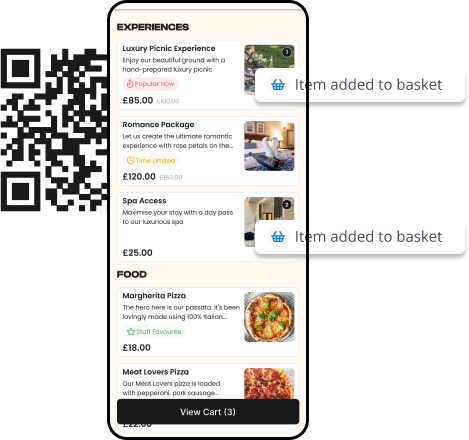 EXPERIENCES
Luxury Picnic Experience
Enjoy our beautiful ground with a
hand-prepared luxury picnic
Popular Now
£85.00 £100.00
1
Item added to basket
Romance Package
Let us create the ultimate romantic
experience with rose petals on the...
Time Limited
£120.00 £150.00
Spa Access
Maximise your stay with a day pass
to our luxurious spa
£25.00
2
Item added to basket
FOOD
Margherita Pizza
The hero here is our passata. It's been
lovingly made using 100% Italian...
Staff Favourite
£18.00
Meat Lovers Pizza
Our Meat Lovers pizza is loaded
with pepperoni, pork sausage...
View Cart (3)
£22.00